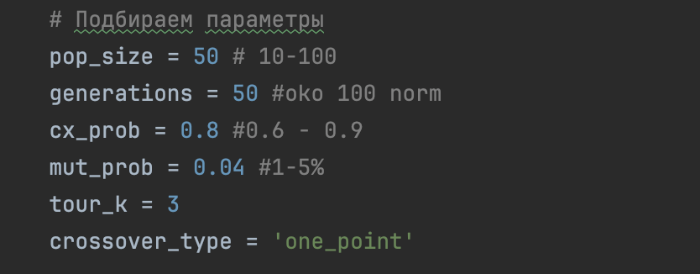 # Подбираем параметры
pop_size = 50 # 10-100
generations = 50 #око 100 norm
cx_prob = 0.8 #0.6 - 0.9
mut_prob = 0.04 #1-5%
tour_k = 3
crossover_type = 'one_point'